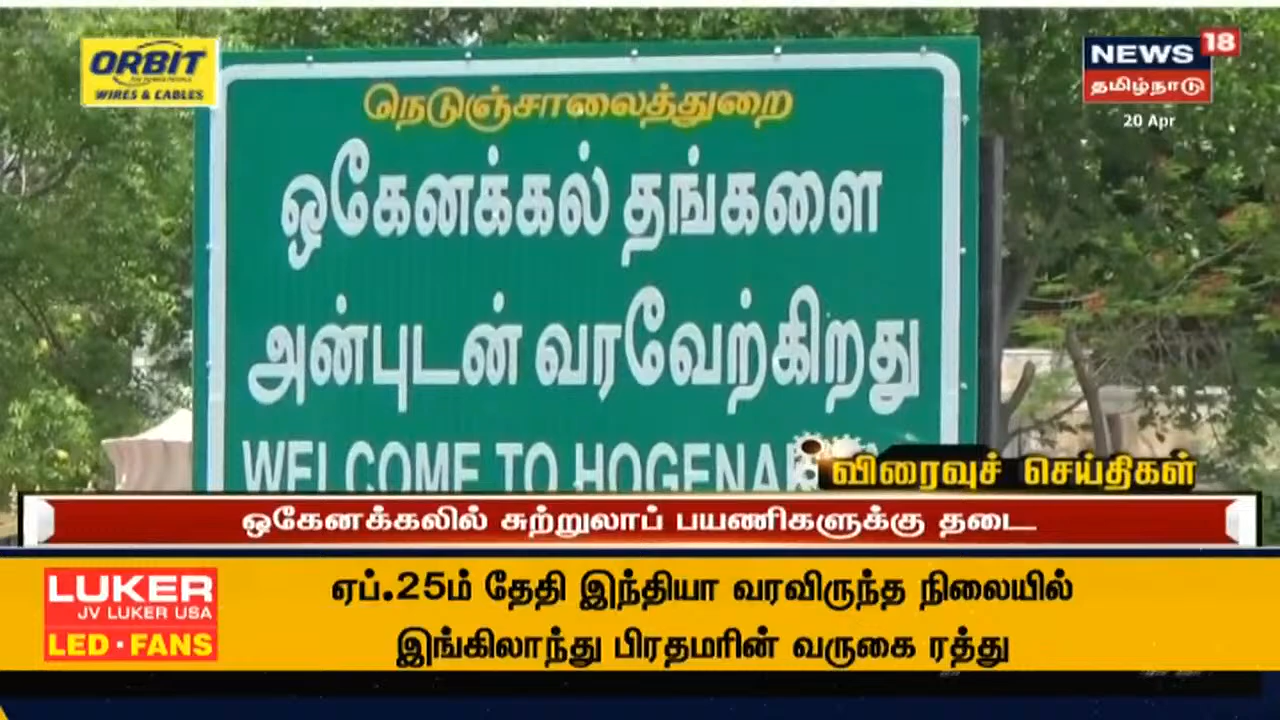 ORBIT
WIRES & CABLES
NEWS 18
தமிழ்நாடு
20 Apr
நெடுஞ்சாலைத்துறை
ஒகேனக்கல் தங்களை
அன்புடன் வரவேற்கிறது
WELCOME TO HOGENA
விரைவுச் செய்திகள்
ஒகேனக்கலில் சுற்றுலாப் பயணிகளுக்கு தடை
LUKER
JV LUKER USA
LED · FANS
ஏப்.25ம் தேதி இந்தியா வரவிருந்த நிலையில்
இங்கிலாந்து பிரதமரின் வருகை ரத்து